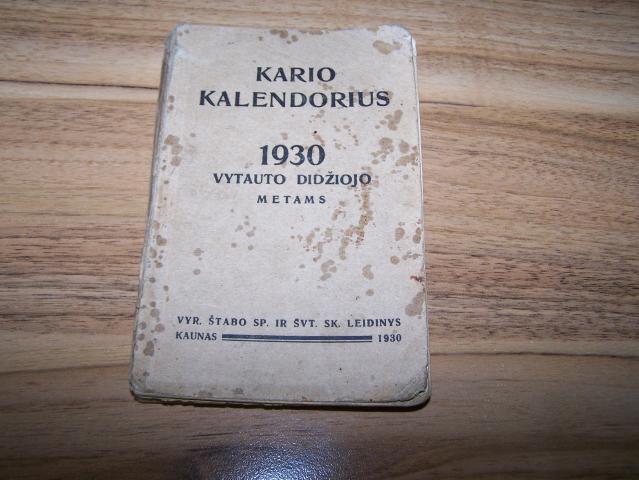 KARIO
KALENDORIUS
1930
VYTAUTO DIDŽIOJO
METAMS
VYR. ŠTABO SP. IR ŠVT. SK. LEIDINYS
KAUNAS 1930